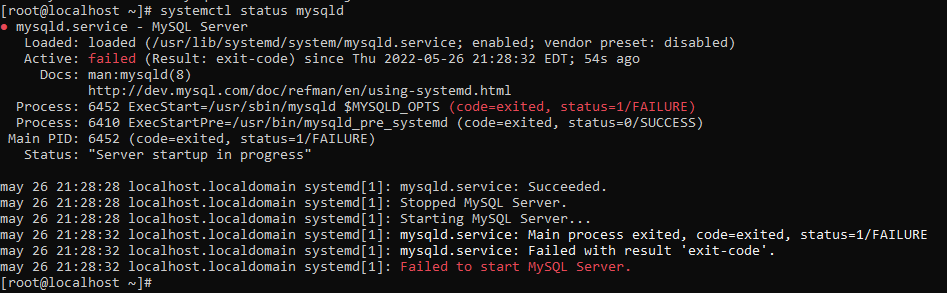 [root@localhost ]# systemctl status mysqld
● mysqld.service - MySQL Server
Loaded: loaded (/usr/lib/systemd/system/mysqld.service; enabled; vendor preset: disabled)
Active: failed (Result: exit-code) since Thu 2022-05-26 21:28:32 EDT; 54s ago
Docs: man:mysqld(8)
http://dev.mysql.com/doc/refman/en/using-systemd.html
Process: 6452 ExecStart=/usr/sbin/mysqld $MYSQLD_OPTS (code=exited, status=1/FAILURE)
Process: 6410 ExecStartPre=/usr/bin/mysqld_pre_systemd (code=exited, status=0/SUCCESS)
Main PID: 6452 (code=exited, status=1/FAILURE)
Status: "Server startup in progress"
may 26 21:28:28 localhost.localdomain systemd[1]: mysqld.service: Succeeded.
may 26 21:28:28 localhost.localdomain systemd[1]: Stopped MySQL Server.
may 26 21:28:28 localhost.localdomain systemd[1]: Starting MySQL Server...
may 26 21:28:32 localhost.localdomain systemd[1]: mysqld.service: Main process exited, code=exited, status=1/FAILURE
may 26 21:28:32 localhost.localdomain systemd[1]: mysqld.service: Failed with result 'exit-code'.
may 26 21:28:32 localhost.localdomain systemd[1]: Failed to start MySQL Server.
[root@localhost ]#